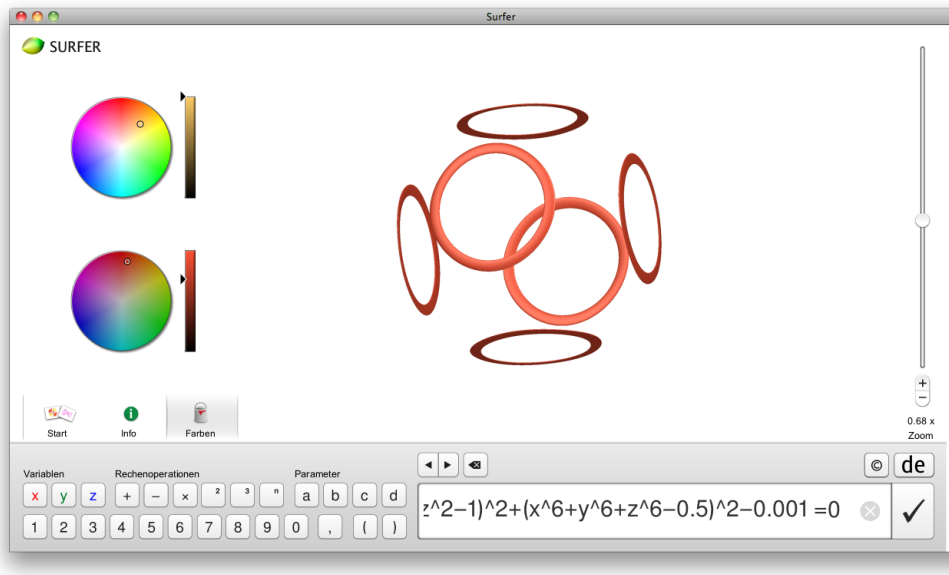 Surfer
SURFER
Start
Info
Farben
+
−
0.68 x
Zoom
Variablen
Rechenoperationen
Parameter
© de
x y z + − × ² ³ ⁿ a b c d
1 2 3 4 5 6 7 8 9 0 , ( )
z^2−1)^2+(x^6+y^6+z^6−0.5)^2−0.001 =0